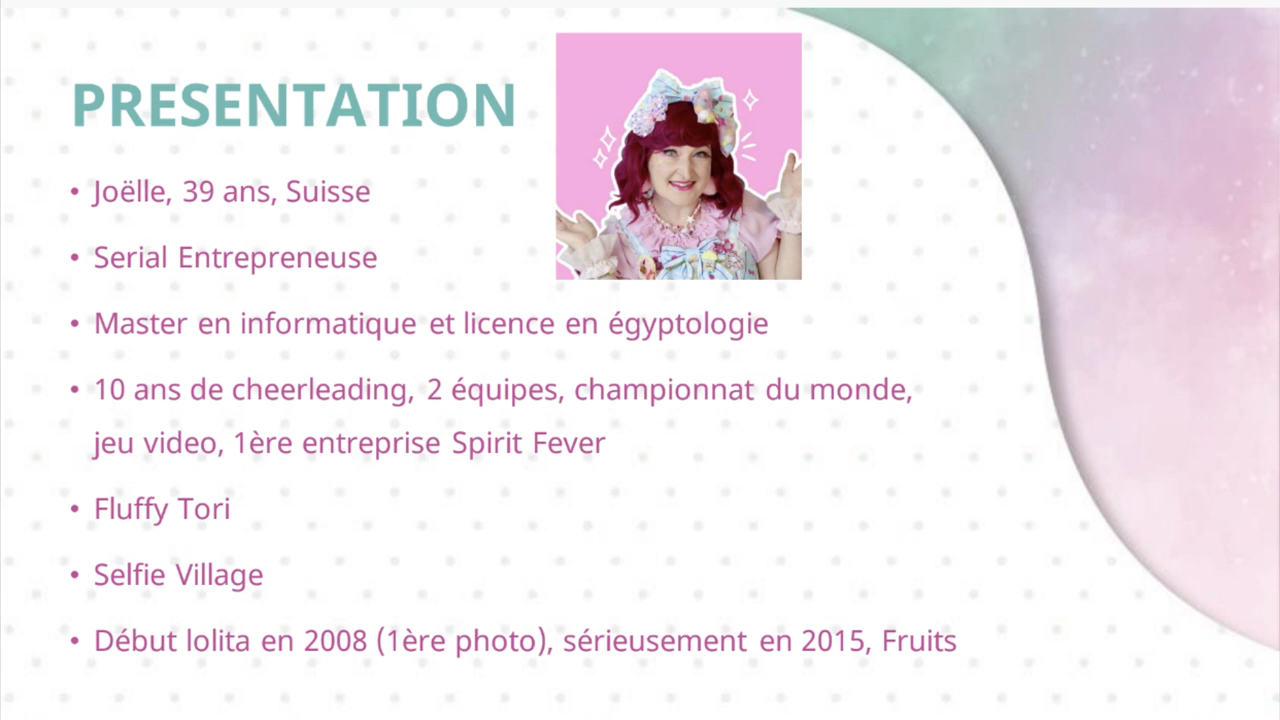 PRESENTATION
• Joëlle, 39 ans, Suisse
• Serial Entrepreneuse
• Master en informatique et licence en égyptologie
• 10 ans de cheerleading, 2 équipes, championnat du monde,
jeu video, 1ère entreprise Spirit Fever
• Fluffy Tori
• Selfie Village
• Début lolita en 2008 (1ère photo), sérieusement en 2015, Fruits